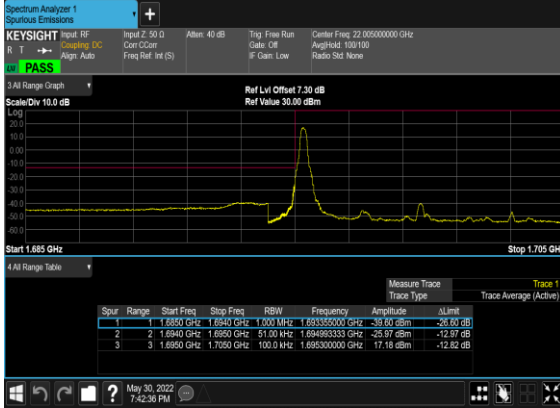 Spectrum Analyzer 1
Spurious Emissions
KEYSIGHT Input: RF Input Z: 50 Ω Atten: 40 dB Trig: Free Run Center Freq: 22.005000000 GHz
R T Coupling: DC Corr CCorr Gate: Off Avg|Hold: 100/100
Align: Auto Freq Ref: Int (S) IF Gain: Low Radio Std: None
LXI PASS
3 All Range Graph
Ref Lvl Offset 7.30 dB
Scale/Div 10.0 dB Ref Value 30.00 dBm
Log
20.0
10.0
0.00
-10.0
-20.0
-30.0
-40.0
-50.0
-60.0
Start 1.685 GHz Stop 1.705 GH
4 All Range Table
Measure Trace Trace 1
Trace Type Trace Average (Active)
Spur Range Start Freq Stop Freq RBW Frequency Amplitude ΔLimit
1 1 1.6850 GHz 1.6940 GHz 1.000 MHz 1.693355000 GHz -39.60 dBm -26.60 dB
2 2 1.6940 GHz 1.6950 GHz 51.00 kHz 1.694993333 GHz -25.97 dBm -12.97 dB
3 3 1.6950 GHz 1.7050 GHz 100.0 kHz 1.695300000 GHz 17.18 dBm -12.82 dB
May 30, 2022
7:42:36 PM